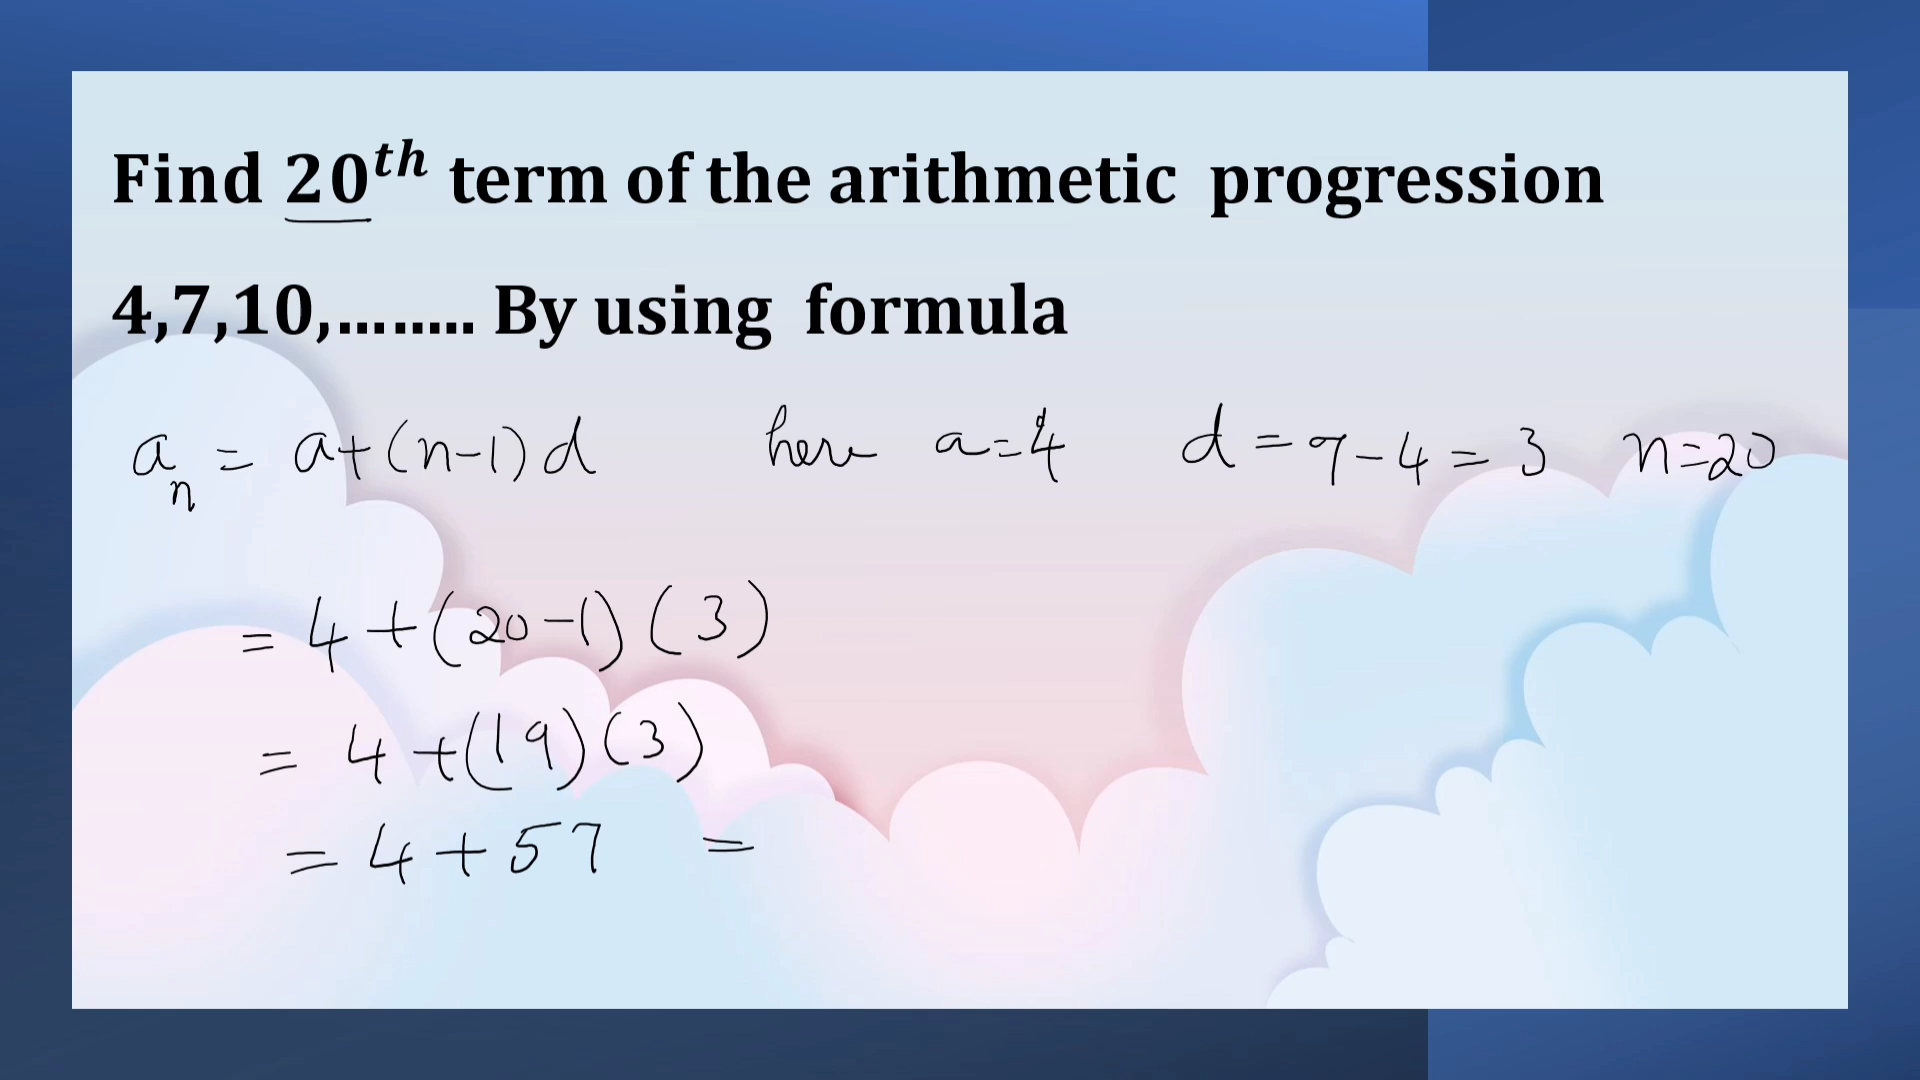 Find 20th term of the arithmetic progression
4,7,10,........ By using formula
aₙ = a+(n-1)d here a=4 d=7-4=3 n=20
= 4+(20-1)(3)
= 4+(19)(3)
= 4+57 =